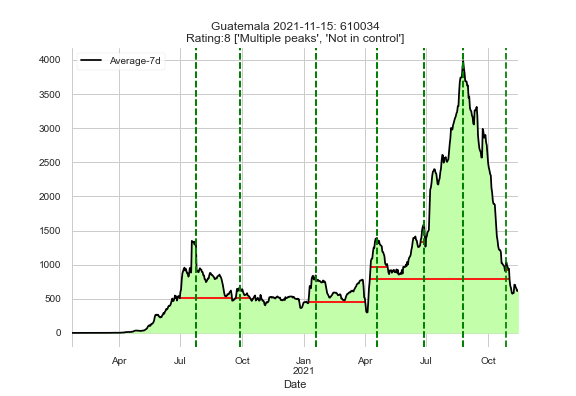 Guatemala 2021-11-15: 610034
Rating:8 ['Multiple peaks', 'Not in control']
Average-7d
4000
3500
3000
2500
2000
1500
1000
500
0
Apr Jul Oct Jan Apr Jul Oct
2021
Date